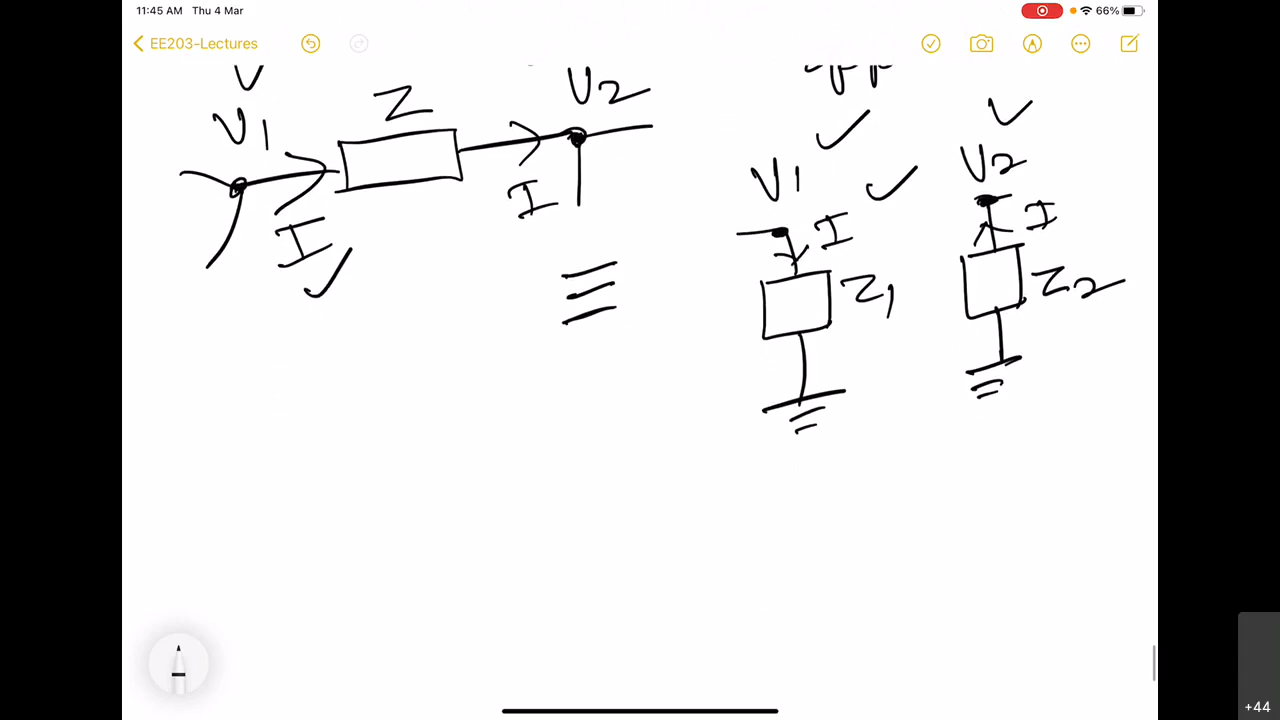 11:45 AM Thu 4 Mar
66%
EE203-Lectures
V1
Z
V2
I
I
V1
V2
I
I
Z1
Z2
+44